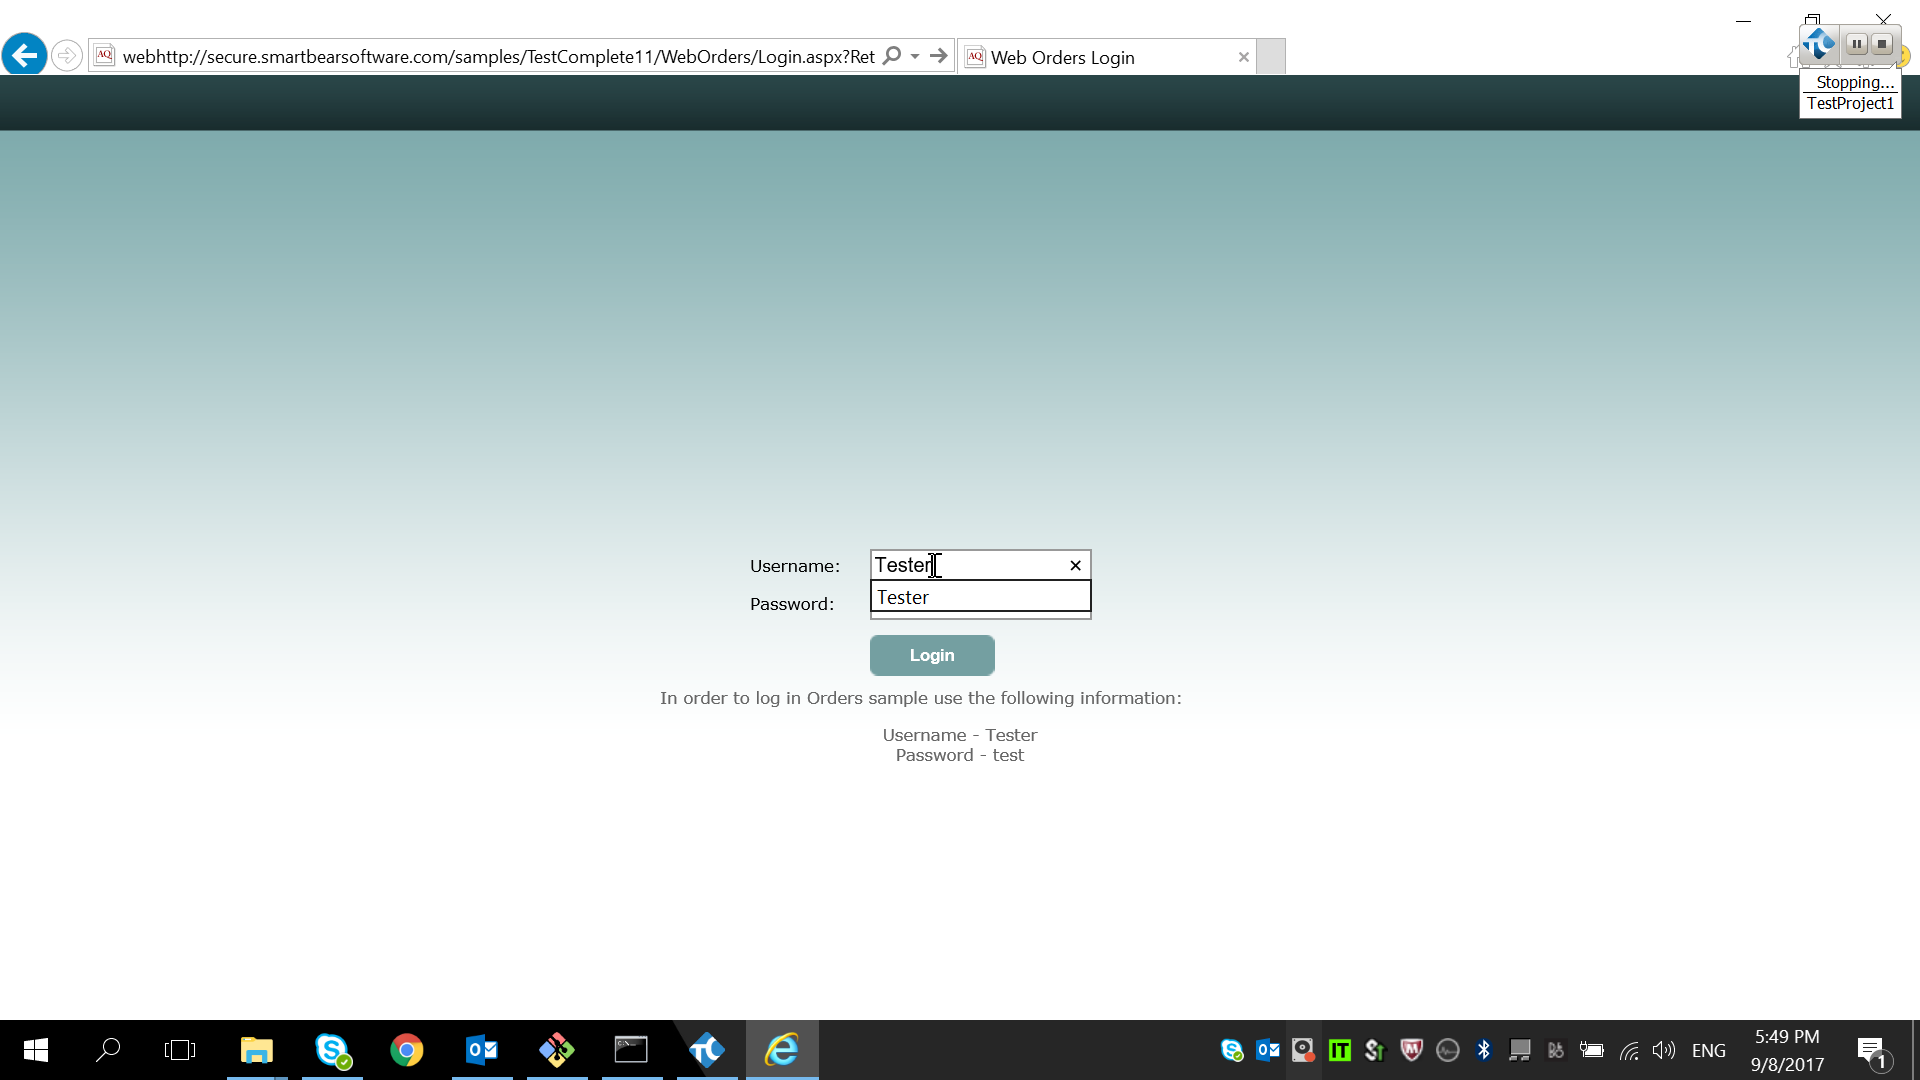 webhttp://secure.smartbearsoftware.com/samples/TestComplete11/WebOrders/Login.aspx?Ret
Web Orders Login
Stopping...
TestProject1
Username:
Tester
Tester
Password:
Login
In order to log in Orders sample use the following information:
Username - Tester
Password - test
ENG
5:49 PM
9/8/2017
1